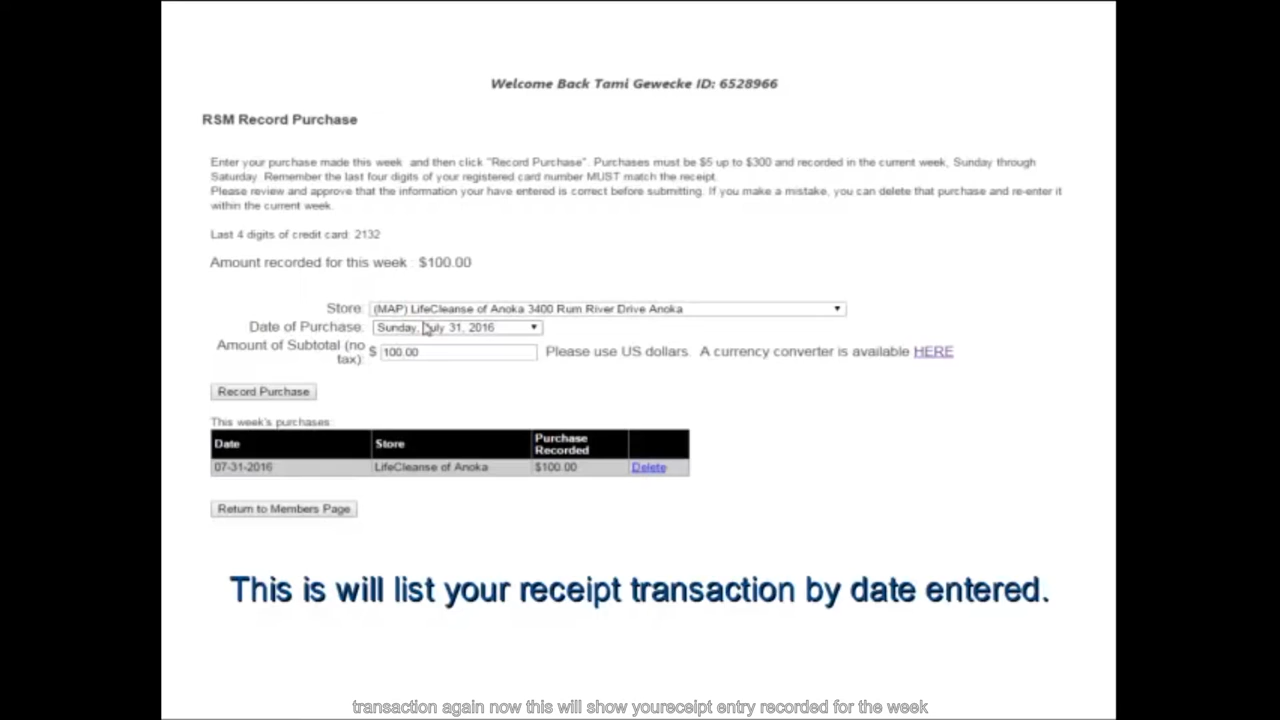 Welcome Back Tami Gewecke ID: 6528966
RSM Record Purchase
Enter your purchase made this week and then click "Record Purchase". Purchases must be $5 up to $300 and recorded in the current week, Sunday through
Saturday. Remember the last four digits of your registered card number MUST match the receipt.
Please review and approve that the information your have entered is correct before submitting. If you make a mistake, you can delete that purchase and re-enter it
within the current week.
Last 4 digits of credit card: 2132
Amount recorded for this week : $100.00
Store: (MAP) LifeCleanse of Anoka 3400 Rum River Drive Anoka
Date of Purchase: Sunday, July 31, 2016
Amount of Subtotal (no
tax): $ 100.00 Please use US dollars. A currency converter is available HERE
Record Purchase
This week's purchases:
Date Store Purchase
Recorded
07-31-2016 LifeCleanse of Anoka $100.00 Delete
Return to Members Page
This is will list your receipt transaction by date entered.
transaction again now this will show yourreceipt entry recorded for the week